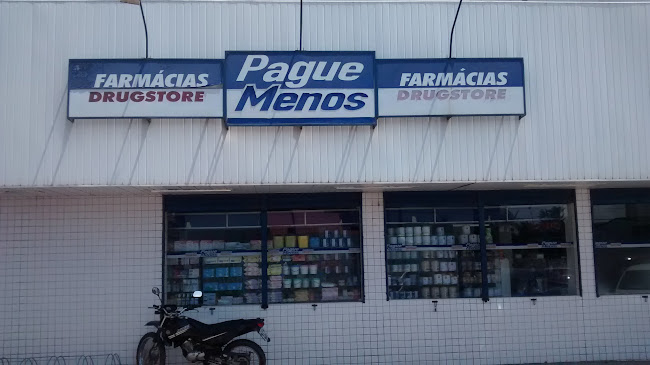 FARMÁCIAS
DRUGSTORE
Pague
Menos
FARMÁCIAS
DRUGSTORE